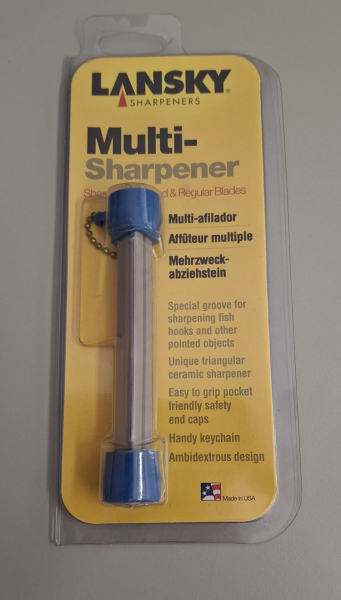 LANSKY®
SHARPENERS
Multi-
Sharpener
& Regular Blades
Multi-afilador
Affûteur multiple
Mehrzweck-
abziehstein
Special groove for
sharpening fish
hooks and other
pointed objects
Unique triangular
ceramic sharpener
Easy to grip pocket
friendly safety
end caps
Handy keychain
Ambidextrous design
Made in USA